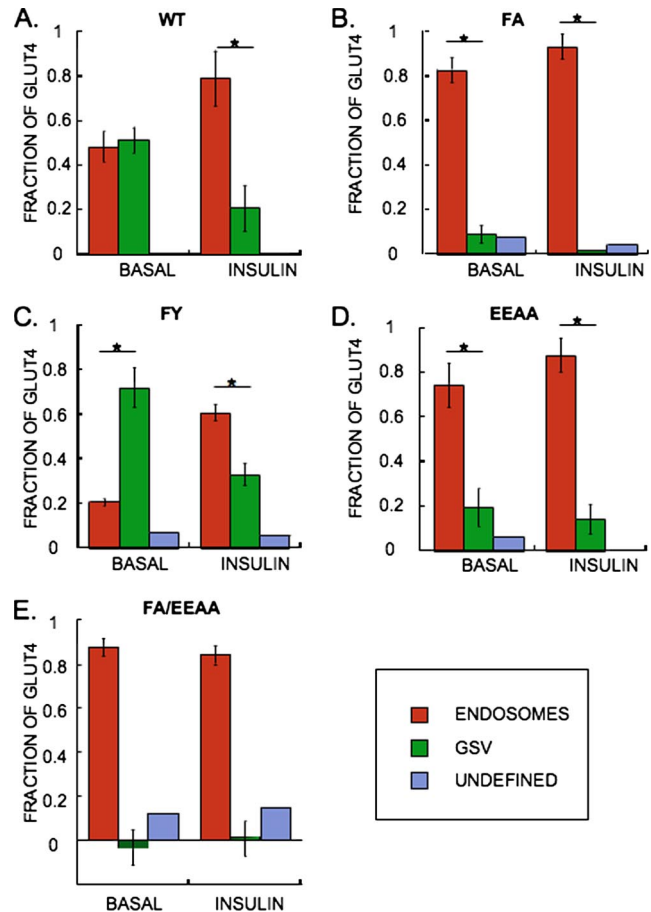 A.
WT
FRACTION OF GLUT4
1
0.8
0.6
0.4
0.2
0
*
BASAL
INSULIN
B.
FA
FRACTION OF GLUT4
1
0.8
0.6
0.4
0.2
0
*
*
BASAL
INSULIN
C.
FY
FRACTION OF GLUT4
1
0.8
0.6
0.4
0.2
0
*
*
BASAL
INSULIN
D.
EEAA
FRACTION OF GLUT4
1
0.8
0.6
0.4
0.2
0
*
*
BASAL
INSULIN
E.
FA/EEAA
FRACTION OF GLUT4
1
0.8
0.6
0.4
0.2
0
BASAL
INSULIN
ENDOSOMES
GSV
UNDEFINED